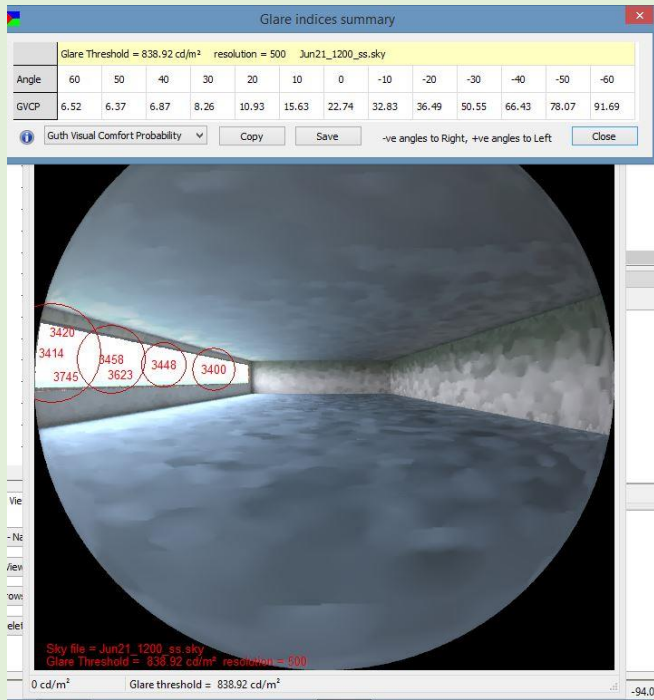 Glare indices summary
Glare Threshold = 838.92 cd/m² resolution = 500 Jun21_1200_ss.sky
Angle 60 50 40 30 20 10 0 -10 -20 -30 -40 -50 -60
GVCP 6.52 6.37 6.87 8.26 10.93 15.63 22.74 32.83 36.49 50.55 66.43 78.07 91.69
Guth Visual Comfort Probability Copy Save -ve angles to Right, +ve angles to Left Close
3420
3414
3458
3448
3400
3745
3623
Vie
- Na
View
rows
elet
Sky file = Jun21_1200_ss.sky
Glare Threshold = 838.92 cd/m² resolution = 500
0 cd/m² Glare threshold = 838.92 cd/m²
-94.0